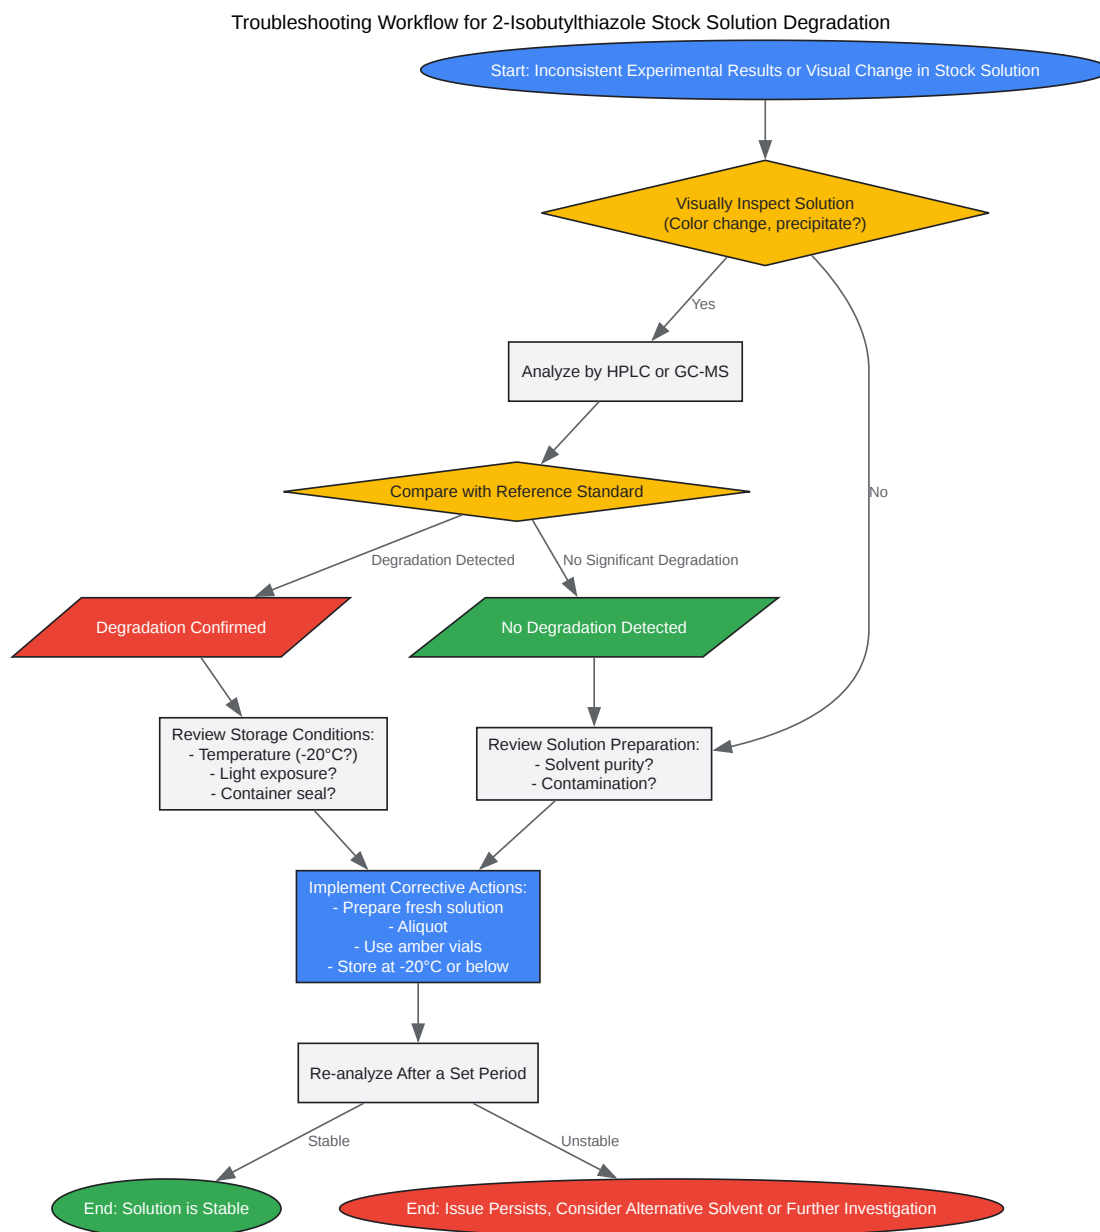 Troubleshooting Workflow for 2-Isobutylthiazole Stock Solution Degradation
Start: Inconsistent Experimental Results or Visual Change in Stock Solution
Visually Inspect Solution
(Color change, precipitate?)
Yes
Analyze by HPLC or GC-MS
Compare with Reference Standard
No
Degradation Detected
No Significant Degradation
Degradation Confirmed
No Degradation Detected
Review Storage Conditions:
- Temperature (-20°C?)
- Light exposure?
- Container seal?
Review Solution Preparation:
- Solvent purity?
- Contamination?
Implement Corrective Actions:
- Prepare fresh solution
- Aliquot
- Use amber vials
- Store at -20°C or below
Re-analyze After a Set Period
Stable
Unstable
End: Solution is Stable
End: Issue Persists, Consider Alternative Solvent or Further Investigation